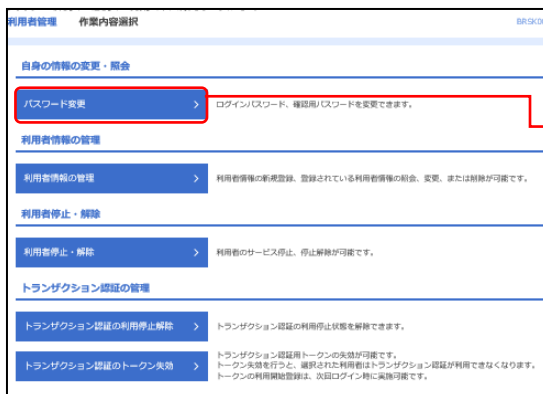 利用者管理 作業内容選択 BRSK00
自身の情報の変更・照会
パスワード変更 ログインパスワード、確認用パスワードを変更できます。
利用者情報の管理
利用者情報の管理 利用者情報の新規登録、登録されている利用者情報の照会、変更、または削除が可能です。
利用者停止・解除
利用者停止・解除 利用者のサービス停止、停止解除が可能です。
トランザクション認証の管理
トランザクション認証の利用停止解除 トランザクション認証の利用停止状態を解除できます。
トランザクション認証用トークンの失効が可能です。
トランザクション認証のトークン失効 トークン失効を行うと、選択された利用者はトランザクション認証が利用できなくなります。
トークンの利用開始登録は、次回ログイン時に実施可能です。